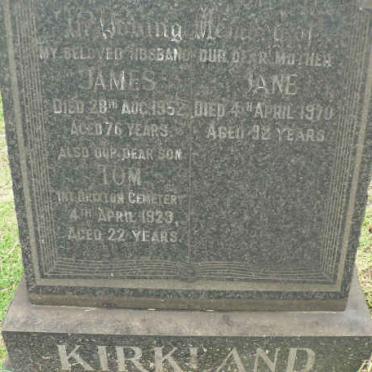 In Loving Memory of
MY BELOVED HUSBAND OUR DEAR MOTHER
JAMES JANE
DIED 28TH AUG. 1952 DIED 4TH APRIL 1970
AGED 76 YEARS. AGED 92 YEARS
ALSO OUR DEAR SON
TOM
INT. BRIXTON CEMETERY
4TH APRIL 1929.
AGED 22 YEARS.
KIRKLAND